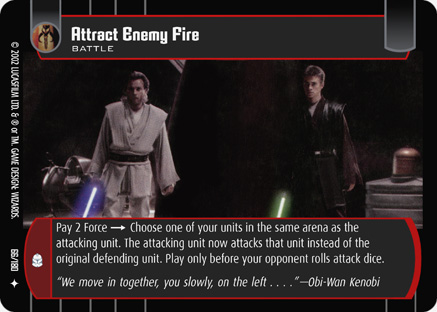 Attract Enemy Fire
BATTLE
Pay 2 Force → Choose one of your units in the same arena as the
attacking unit. The attacking unit now attacks that unit instead of the
original defending unit. Play only before your opponent rolls attack dice.
“We move in together, you slowly, on the left . . . .”—Obi-Wan Kenobi
© 2002 LUCASFILM LTD. & ® or TM. GAME DESIGN: WIZARDS.